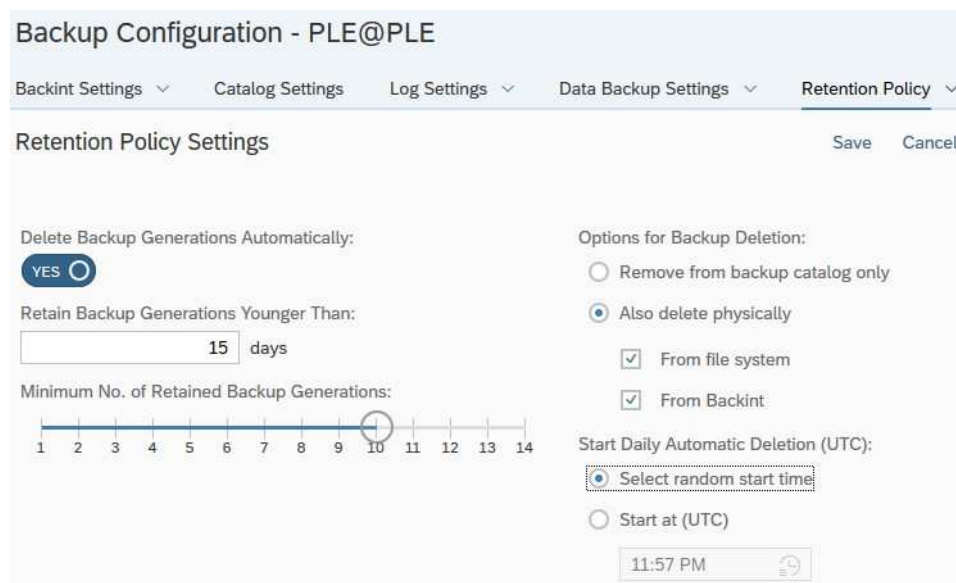 Backup Configuration - PLE@PLE
Backint Settings
Catalog Settings
Log Settings
Data Backup Settings
Retention Policy
Retention Policy Settings
Save
Cancel
Delete Backup Generations Automatically:
YES
Retain Backup Generations Younger Than:
15 days
Minimum No. of Retained Backup Generations:
1 2 3 4 5 6 7 8 9 10 11 12 13 14
Options for Backup Deletion:
Remove from backup catalog only
Also delete physically
From file system
From Backint
Start Daily Automatic Deletion (UTC):
Select random start time
Start at (UTC)
11:57 PM